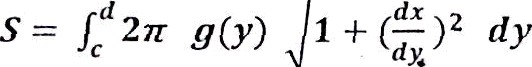 S = ∫_c^d 2π g(y) √(1 + (dx/dy)²) dy